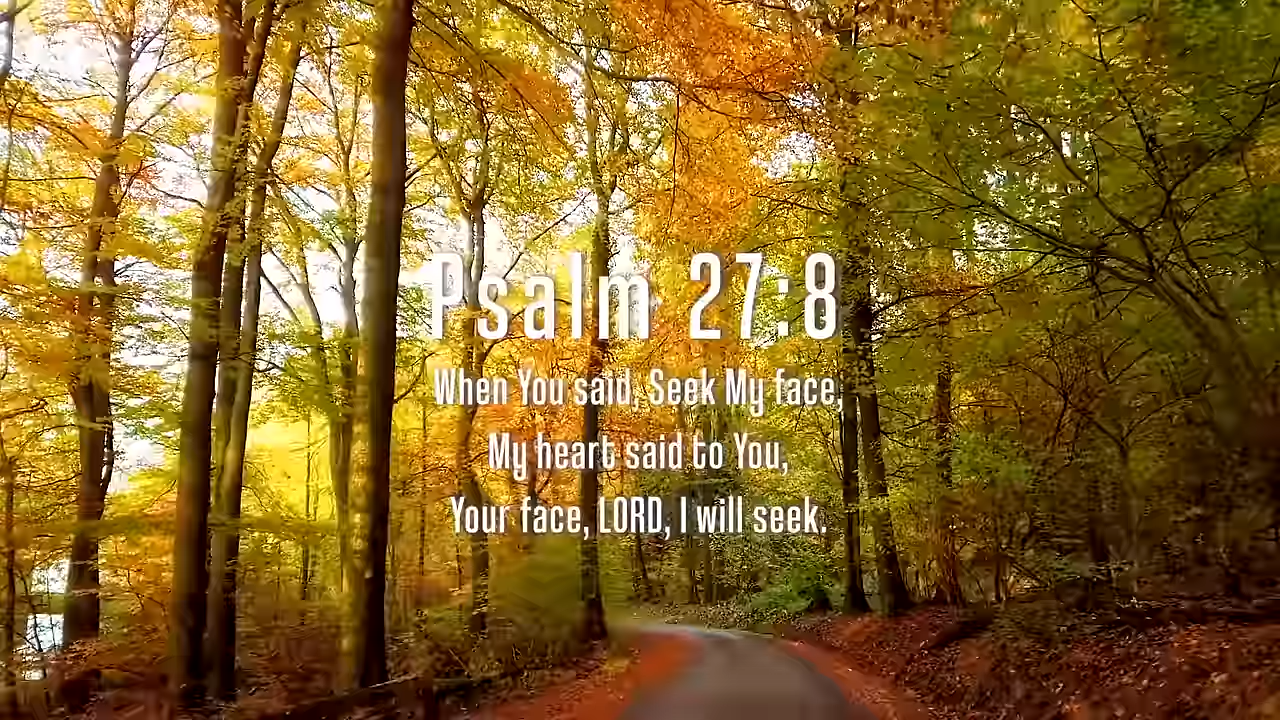 Psalm 27:8
When You said, Seek My face,
My heart said to You,
Your face, LORD, I will seek.